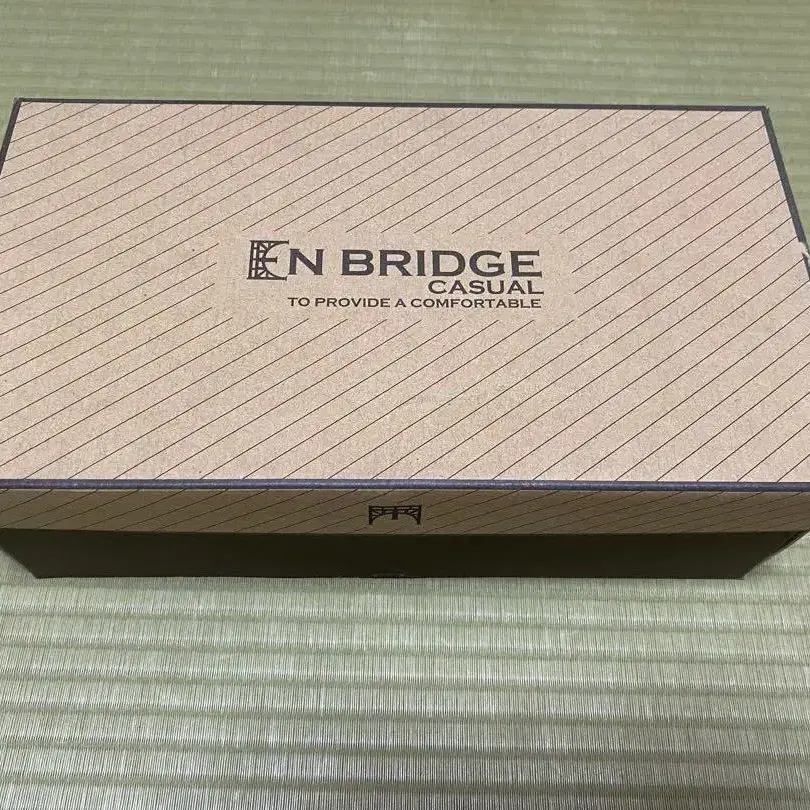 EN BRIDGE
CASUAL
TO PROVIDE A COMFORTABLE